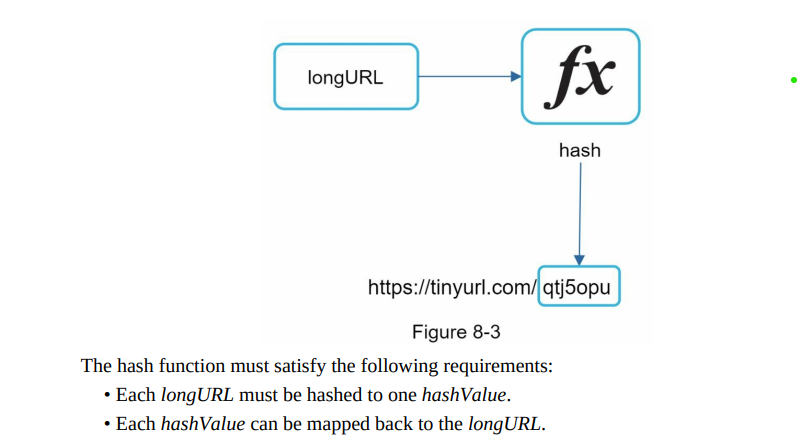 longURL
fx
hash
https://tinyurl.com/qtj5opu
Figure 8-3
The hash function must satisfy the following requirements:
• Each longURL must be hashed to one hashValue.
• Each hashValue can be mapped back to the longURL.